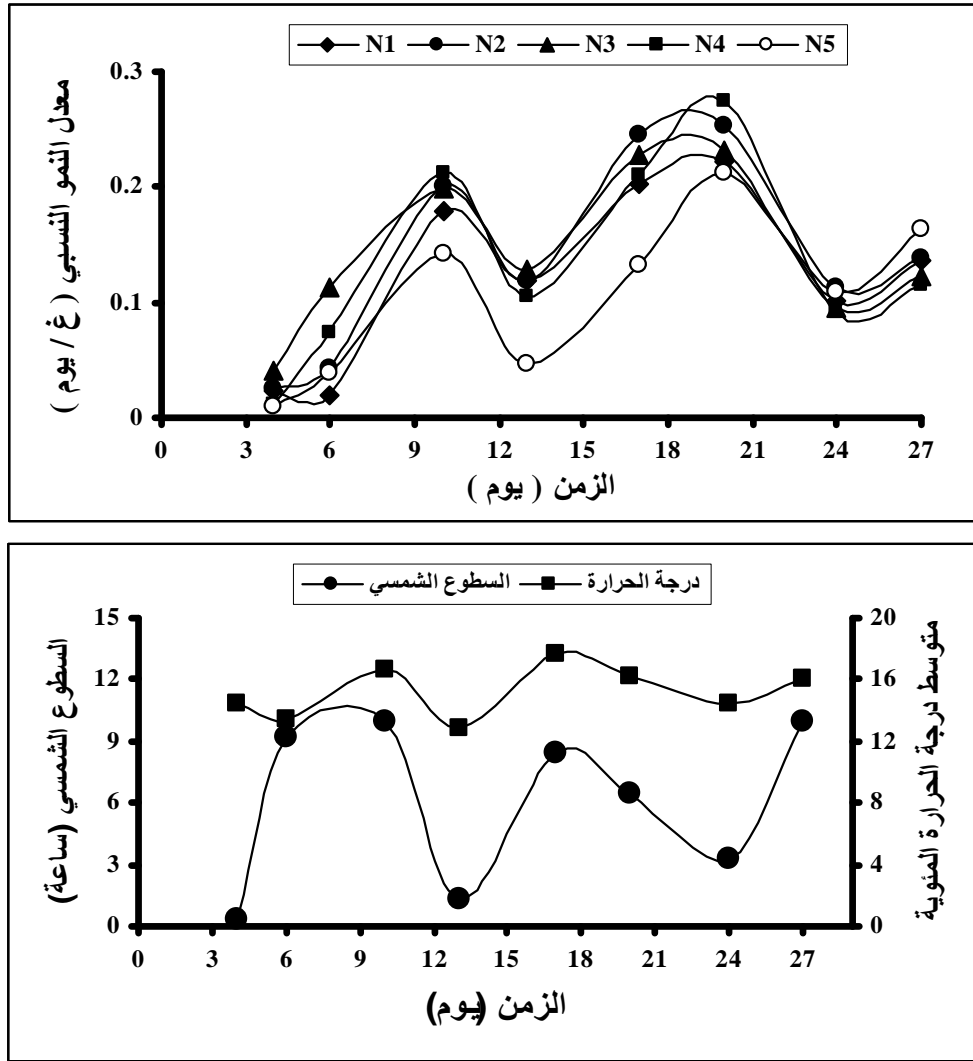 N1 N2 N3 N4 N5
معدل النمو النسبي ( غ / يوم )
0.3
0.2
0.1
0
0 3 6 9 12 15 18 21 24 27
الزمن ( يوم )
السطوع الشمسي درجة الحرارة
السطوع الشمسي (ساعة)
15
12
9
6
3
0
متوسط درجة الحرارة المئوية
20
16
12
8
4
0
0 3 6 9 12 15 18 21 24 27
الزمن (يوم)